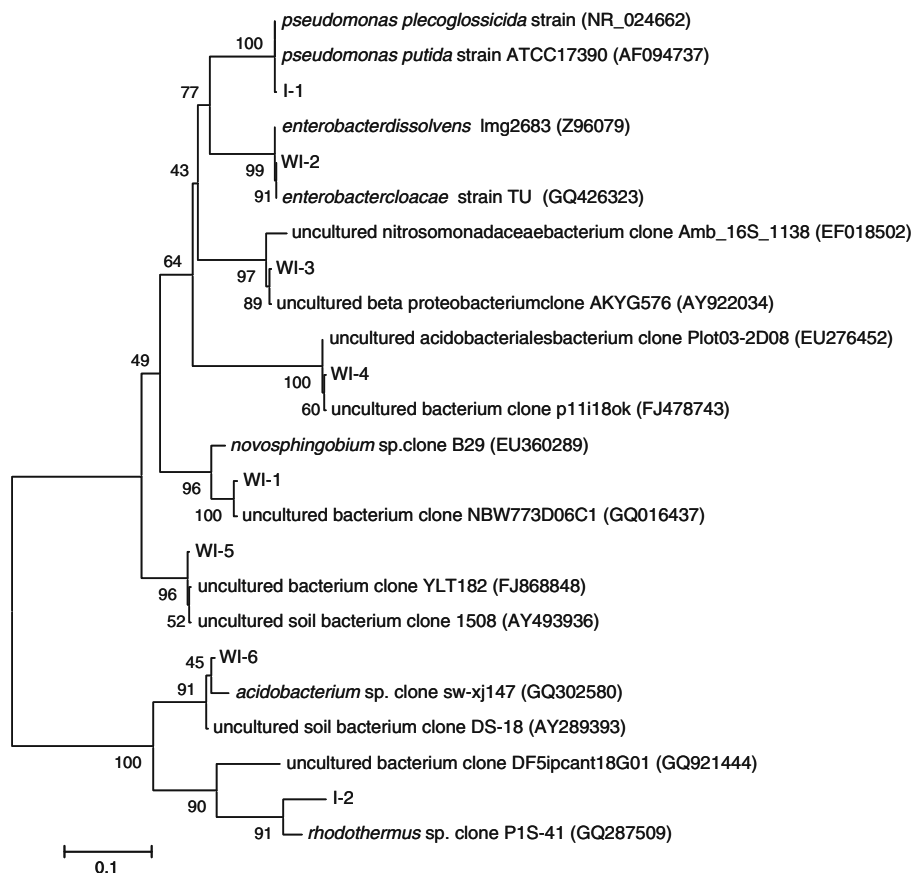 pseudomonas plecoglossicida strain (NR_024662)
100
pseudomonas putida strain ATCC17390 (AF094737)
77
I-1
enterobacterdissolvens lmg2683 (Z96079)
WI-2
99
43
91
enterobactercloacae strain TU (GQ426323)
uncultured nitrosomonadaceaebacterium clone Amb_16S_1138 (EF018502)
64
WI-3
97
89
uncultured beta proteobacteriumclone AKYG576 (AY922034)
uncultured acidobacterialesbacterium clone Plot03-2D08 (EU276452)
49
WI-4
100
60
uncultured bacterium clone p11i18ok (FJ478743)
novosphingobium sp.clone B29 (EU360289)
WI-1
96
100
uncultured bacterium clone NBW773D06C1 (GQ016437)
WI-5
uncultured bacterium clone YLT182 (FJ868848)
96
52
uncultured soil bacterium clone 1508 (AY493936)
WI-6
45
91
acidobacterium sp. clone sw-xj147 (GQ302580)
uncultured soil bacterium clone DS-18 (AY289393)
100
uncultured bacterium clone DF5ipcant18G01 (GQ921444)
I-2
90
91
rhodothermus sp. clone P1S-41 (GQ287509)
0.1